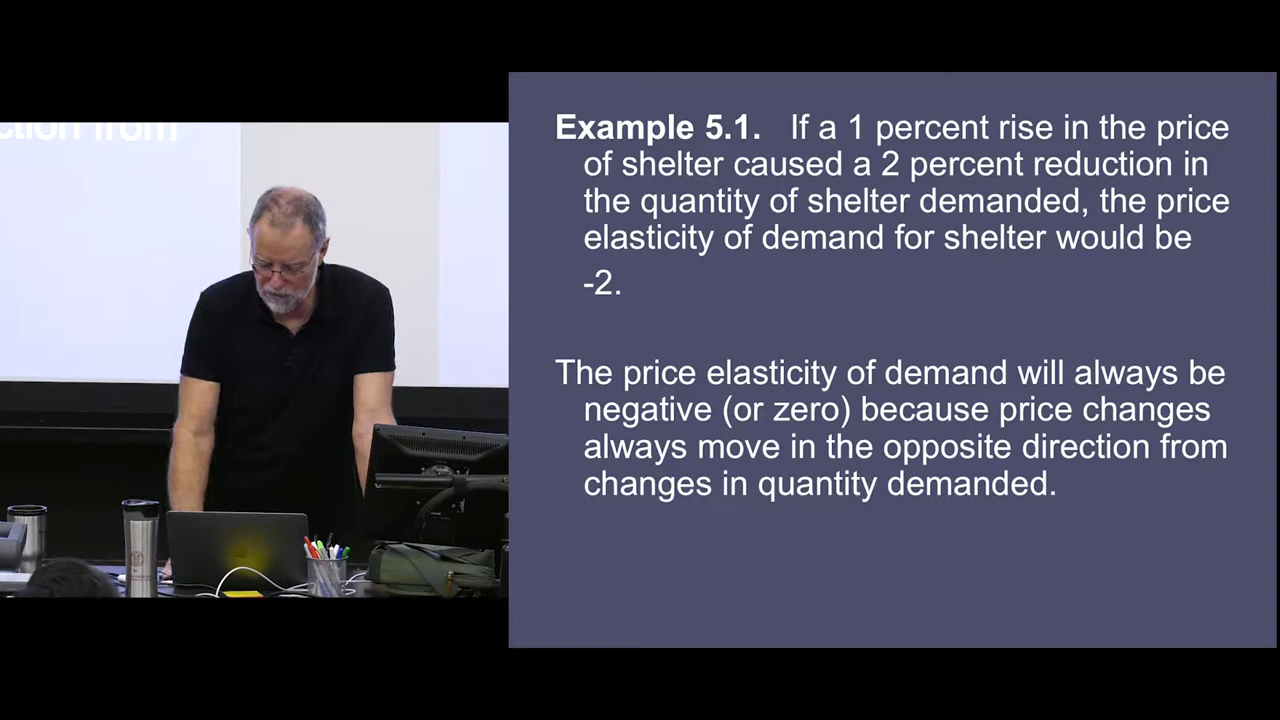 ction from
Example 5.1. If a 1 percent rise in the price
of shelter caused a 2 percent reduction in
the quantity of shelter demanded, the price
elasticity of demand for shelter would be
-2.
The price elasticity of demand will always be
negative (or zero) because price changes
always move in the opposite direction from
changes in quantity demanded.